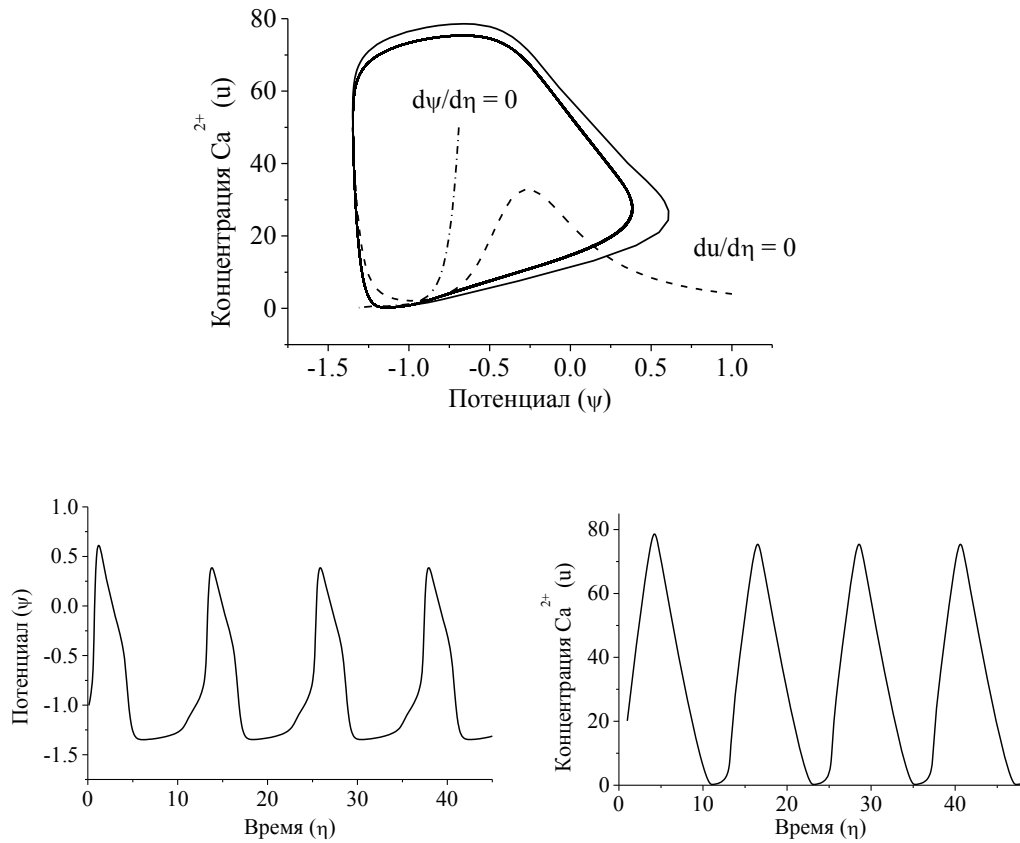 80
60
40
20
0
Концентрация Ca²⁺ (u)
dψ/dη = 0
du/dη = 0
-1.5 -1.0 -0.5 0.0 0.5 1.0
Потенциал (ψ)
1.0
0.5
0.0
-0.5
-1.0
-1.5
Потенциал (ψ)
0 10 20 30 40
Время (η)
80
60
40
20
0
Концентрация Ca²⁺ (u)
0 10 20 30 40
Время (η)